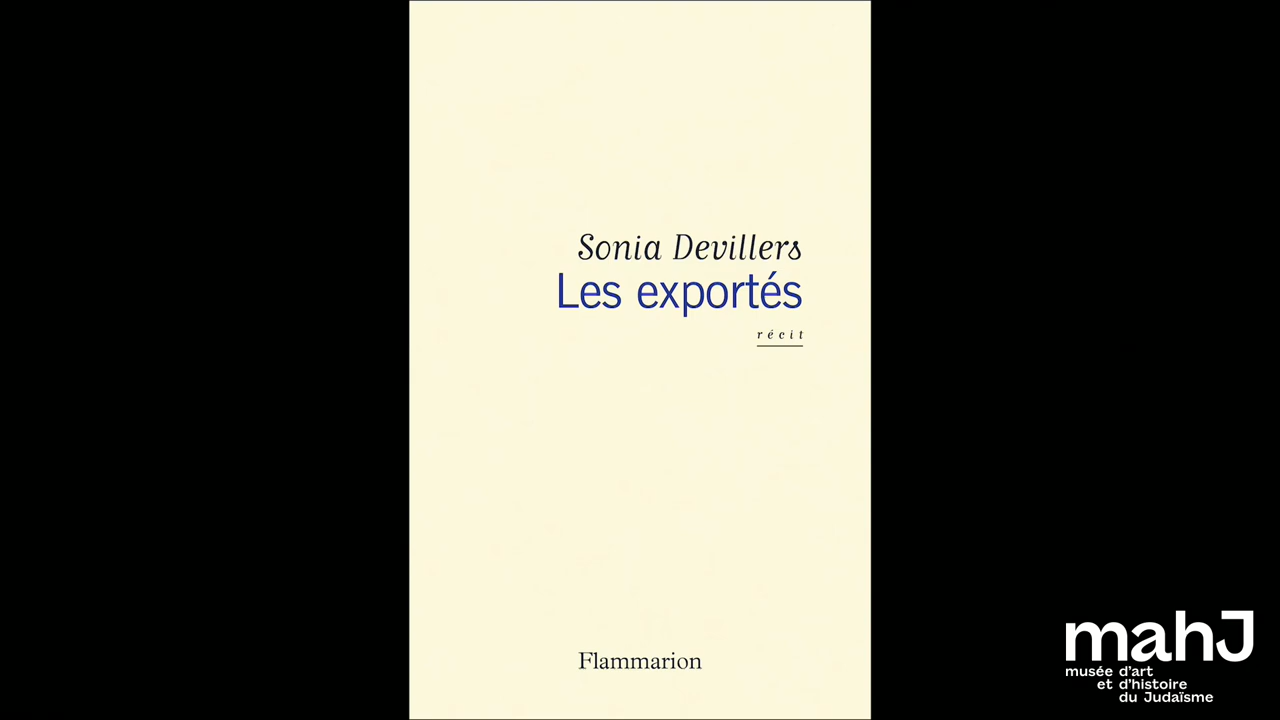 Sonia Devillers
Les exportés
récit
Flammarion
mahJ
musée d'art
et d'histoire
du Judaïsme